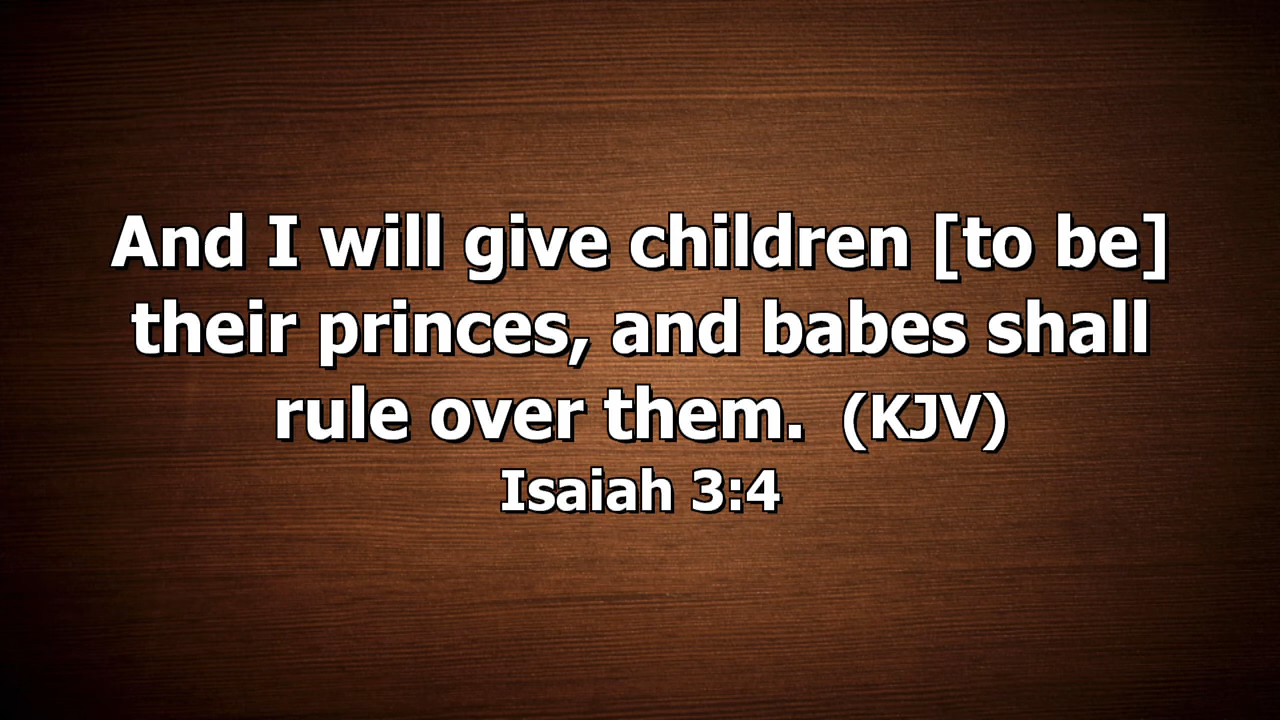 And I will give children [to be]
their princes, and babes shall
rule over them. (KJV)
Isaiah 3:4